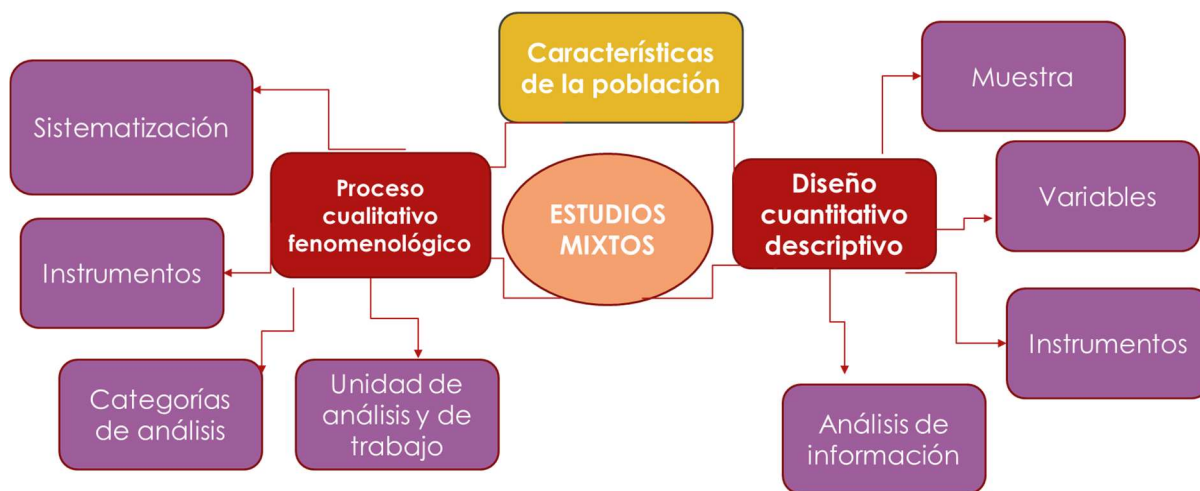 Características
de la población
Sistematización
Muestra
Proceso
cualitativo
fenomenológico
ESTUDIOS
MIXTOS
Diseño
cuantitativo
descriptivo
Variables
Instrumentos
Instrumentos
Categorías
de análisis
Unidad de
análisis y de
trabajo
Análisis de
información